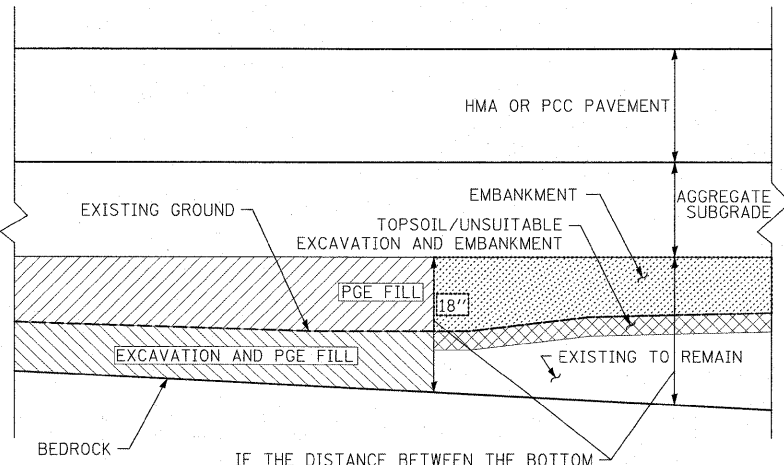 HMA OR PCC PAVEMENT
EMBANKMENT
AGGREGATE
SUBGRADE
EXISTING GROUND
TOPSOIL/UNSUITABLE
EXCAVATION AND EMBANKMENT
PGE FILL
18"
EXCAVATION AND PGE FILL
EXISTING TO REMAIN
BEDROCK
IF THE DISTANCE BETWEEN THE BOTTOM